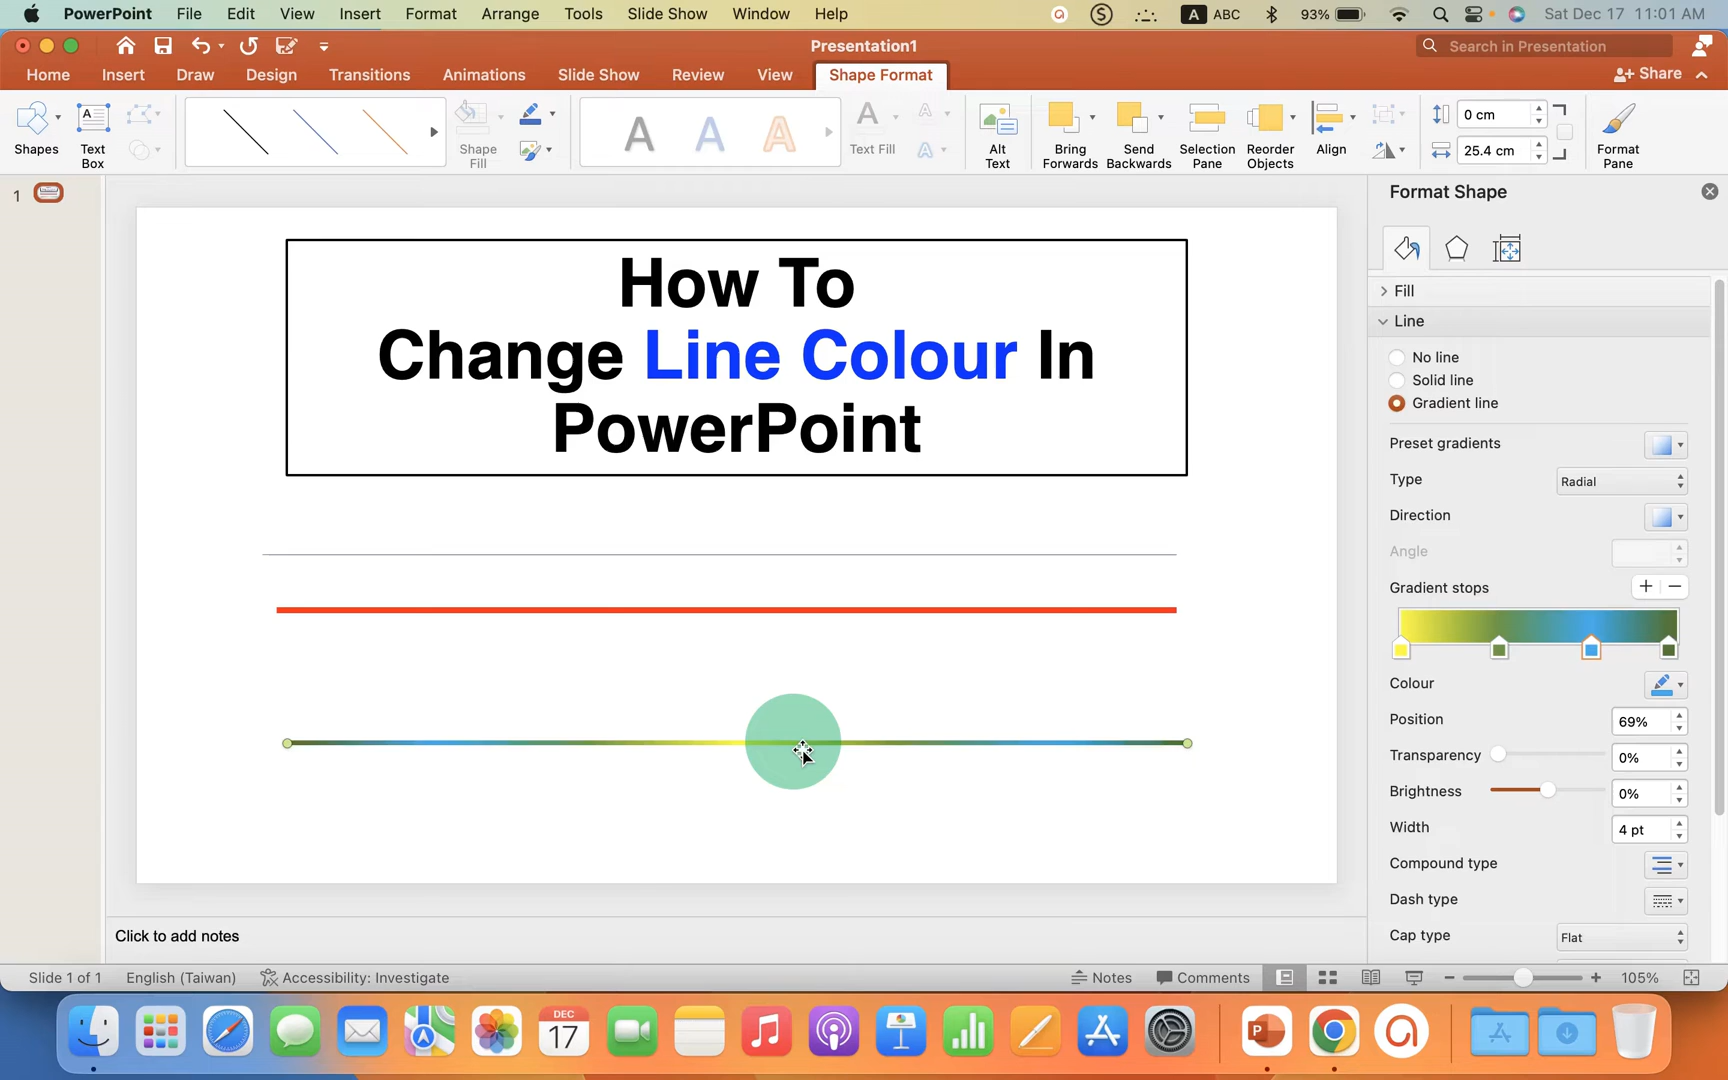 PowerPoint File Edit View Insert Format Arrange Tools Slide Show Window Help
A ABC 93% Sat Dec 17 11:01 AM
Presentation1
Search in Presentation
Home Insert Draw Design Transitions Animations Slide Show Review View Shape Format
Share
Shapes
Text Box
Shape Fill
Text Fill
Alt Text
Bring Forwards
Send Backwards
Selection Pane
Reorder Objects
Align
0 cm
25.4 cm
Format Pane
1
How To
Change Line Colour In
PowerPoint
Format Shape
Fill
Line
No line
Solid line
Gradient line
Preset gradients
Type Radial
Direction
Angle
Gradient stops
Colour
Position 69%
Transparency 0%
Brightness 0%
Width 4 pt
Compound type
Dash type
Cap type Flat
Click to add notes
Slide 1 of 1 English (Taiwan) Accessibility: Investigate
Notes Comments 105%
DEC
17